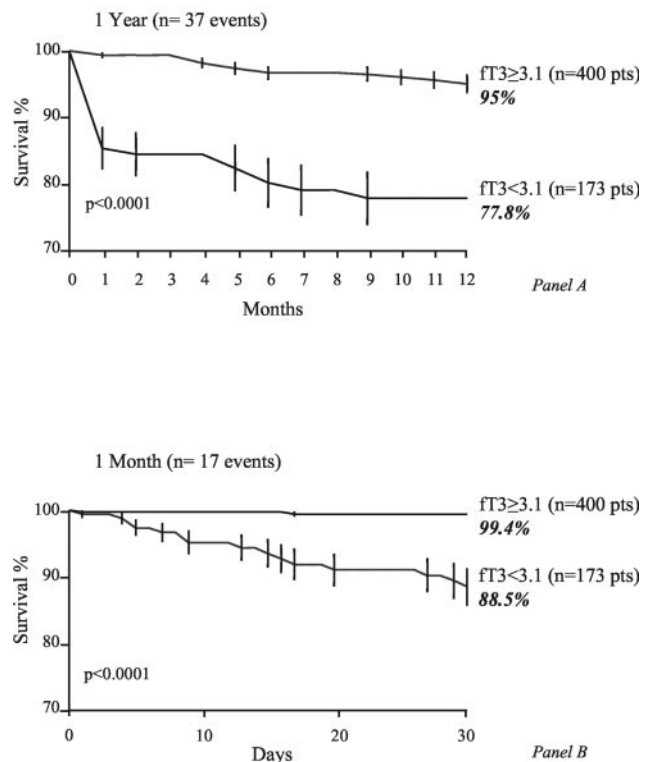 1 Year (n= 37 events)
100
90
80
70
Survival %
p<0.0001
fT3≥3.1 (n=400 pts)
95%
fT3<3.1 (n=173 pts)
77.8%
0 1 2 3 4 5 6 7 8 9 10 11 12
Months
Panel A
1 Month (n= 17 events)
100
90
80
70
Survival %
p<0.0001
fT3≥3.1 (n=400 pts)
99.4%
fT3<3.1 (n=173 pts)
88.5%
0 10 20 30
Days
Panel B